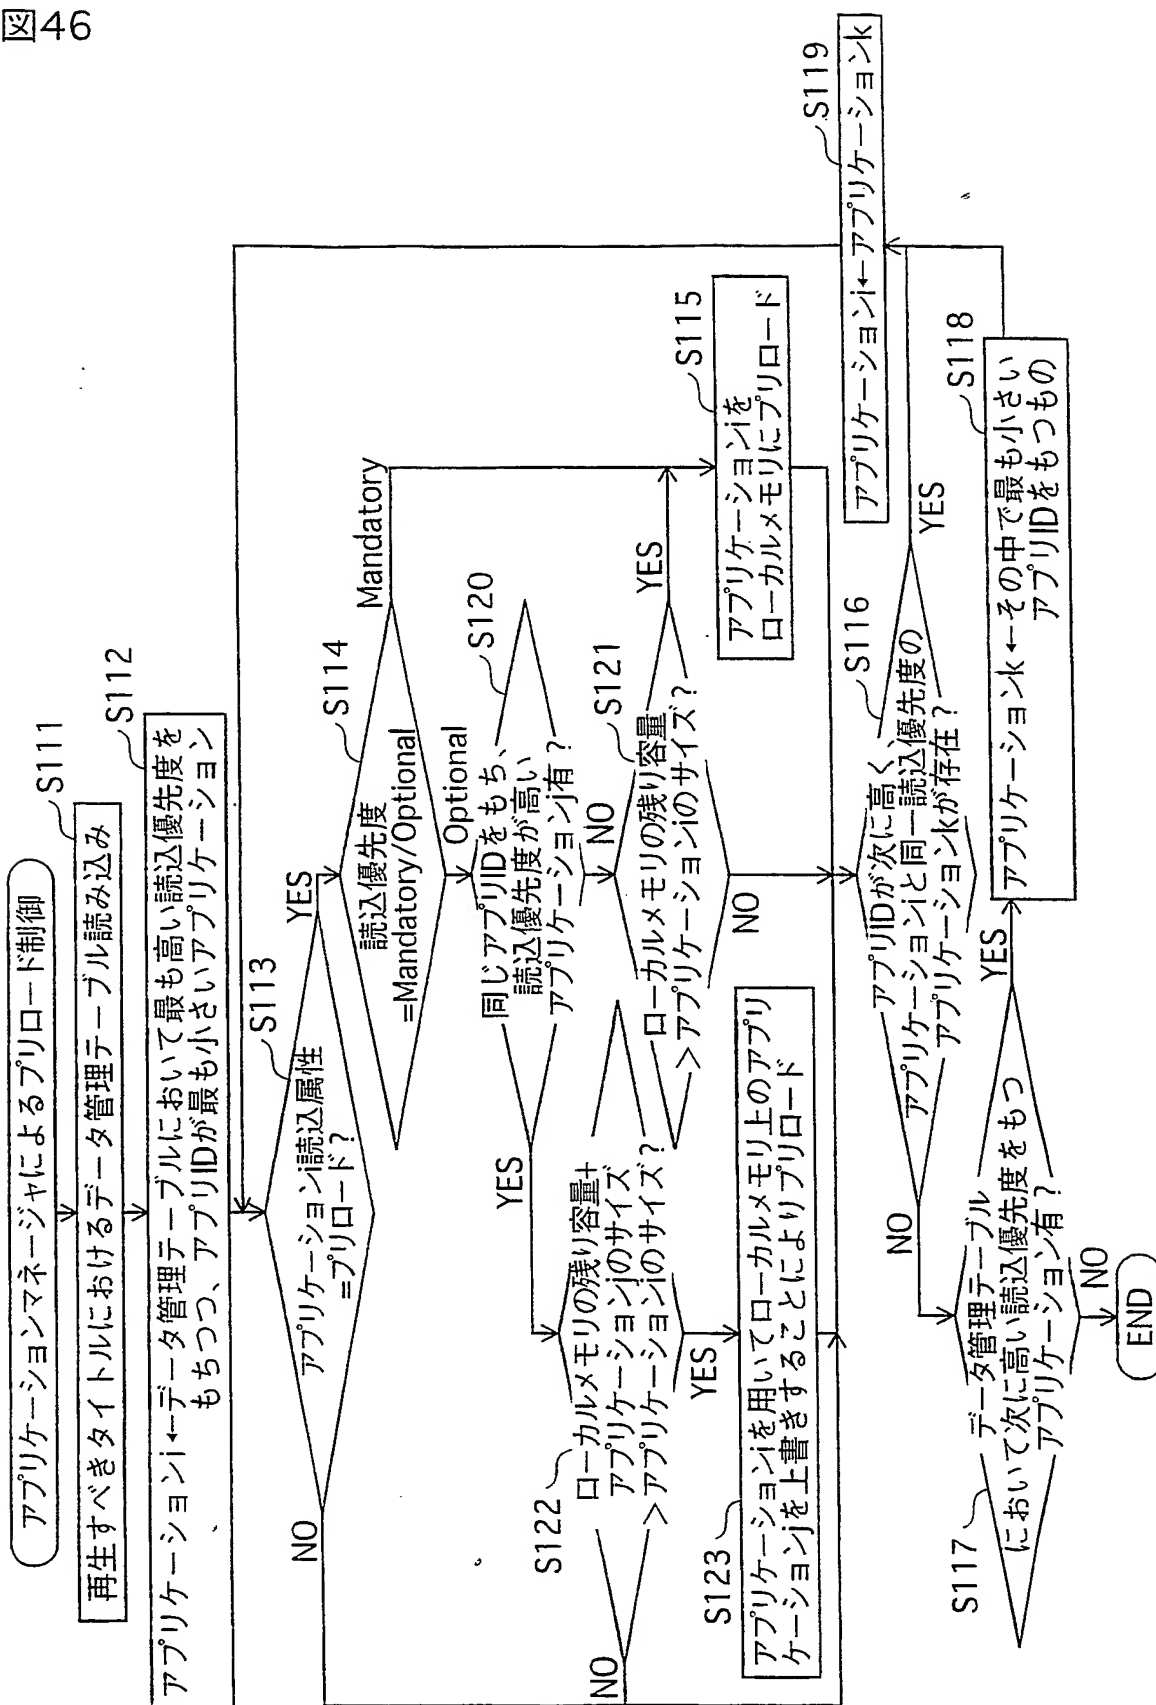 図46
アプリケーションマネージャによるプリロード制御
S111
再生すべきタイトルにおけるデータ管理テーブル読み込み
S112
アプリケーションi←データ管理テーブルにおいて最も高い読込優先度を
もちつつ、アプリIDが最も小さいアプリケーション
S113
アプリケーションi読込属性
=プリロード?
YES
NO
S114
読込優先度
=Mandatory/Optional
Mandatory
Optional
S115
アプリケーションiを
ローカルメモリにプリロード
S120
同じアプリIDをもち、
読込優先度が高い
アプリケーションj有?
YES
NO
S121
ローカルメモリの残り容量
>アプリケーションiのサイズ?
YES
NO
S122
ローカルメモリの残り容量+
アプリケーションjのサイズ
>アプリケーションiのサイズ?
YES
NO
S123
アプリケーションiを用いてローカルメモリ上のアプリ
ケーションjを上書きすることによりプリロード
S116
アプリIDが次に高く、
アプリケーションiと同一読込優先度の
アプリケーションkが存在?
YES
NO
S117
データ管理テーブル
において次に高い読込優先度をもつ
アプリケーション有?
YES
NO
END
S118
アプリケーションk←その中で最も小さい
アプリIDをもつもの
S119
アプリケーションi←アプリケーションk